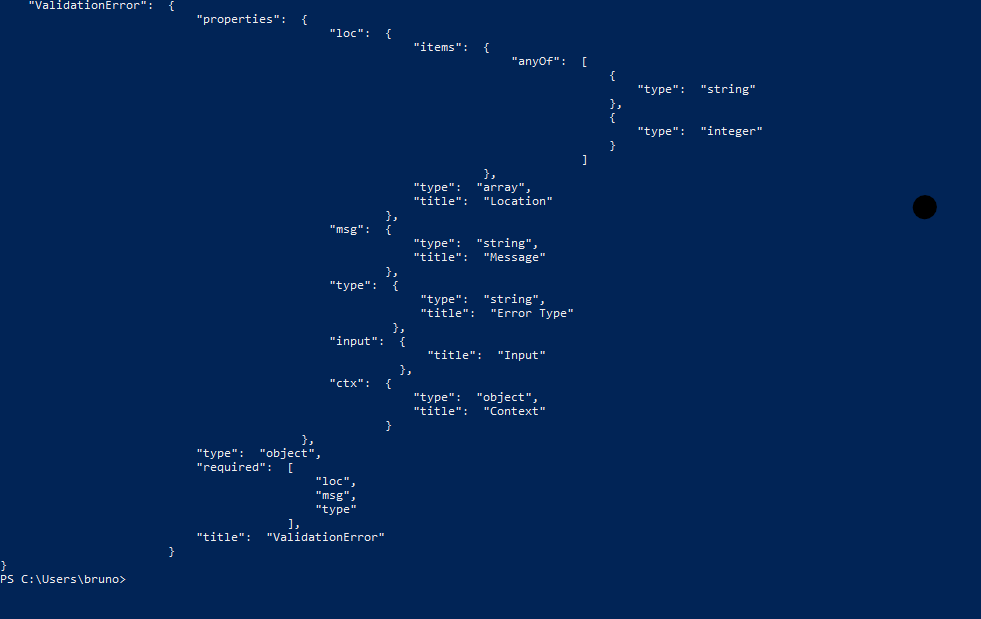 "ValidationError":  {
"properties":  {
"loc":  {
"items":  {
"anyOf":  [
{
"type":  "string"
},
{
"type":  "integer"
}
]
},
"type":  "array",
"title":  "Location"
},
"msg":  {
"type":  "string",
"title":  "Message"
},
"type":  {
"type":  "string",
"title":  "Error Type"
},
"input":  {
"title":  "Input"
},
"ctx":  {
"type":  "object",
"title":  "Context"
}
},
"type":  "object",
"required":  [
"loc",
"msg",
"type"
],
"title":  "ValidationError"
}
}
PS C:\Users\bruno>